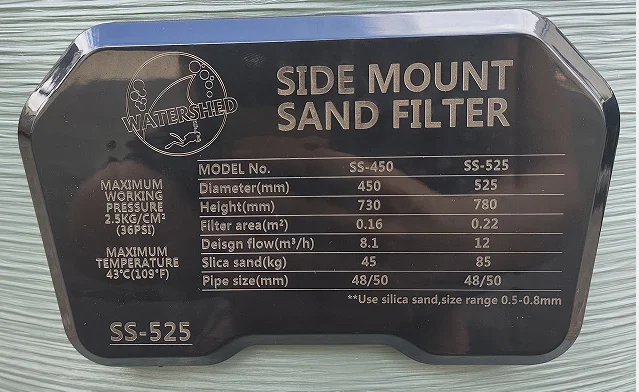 WATERSHED
SIDE MOUNT
SAND FILTER
MODEL No. SS-450 SS-525
Diameter(mm) 450 525
Height(mm) 730 780
Filter area(m²) 0.16 0.22
Deisgn flow(m³/h) 8.1 12
Slica sand(kg) 45 85
Pipe size(mm) 48/50 48/50
**Use silica sand,size range 0.5-0.8mm
MAXIMUM
WORKING
PRESSURE
2.5KG/CM²
(36PSI)
MAXIMUM
TEMPERATURE
43°C(109°F)
SS-525